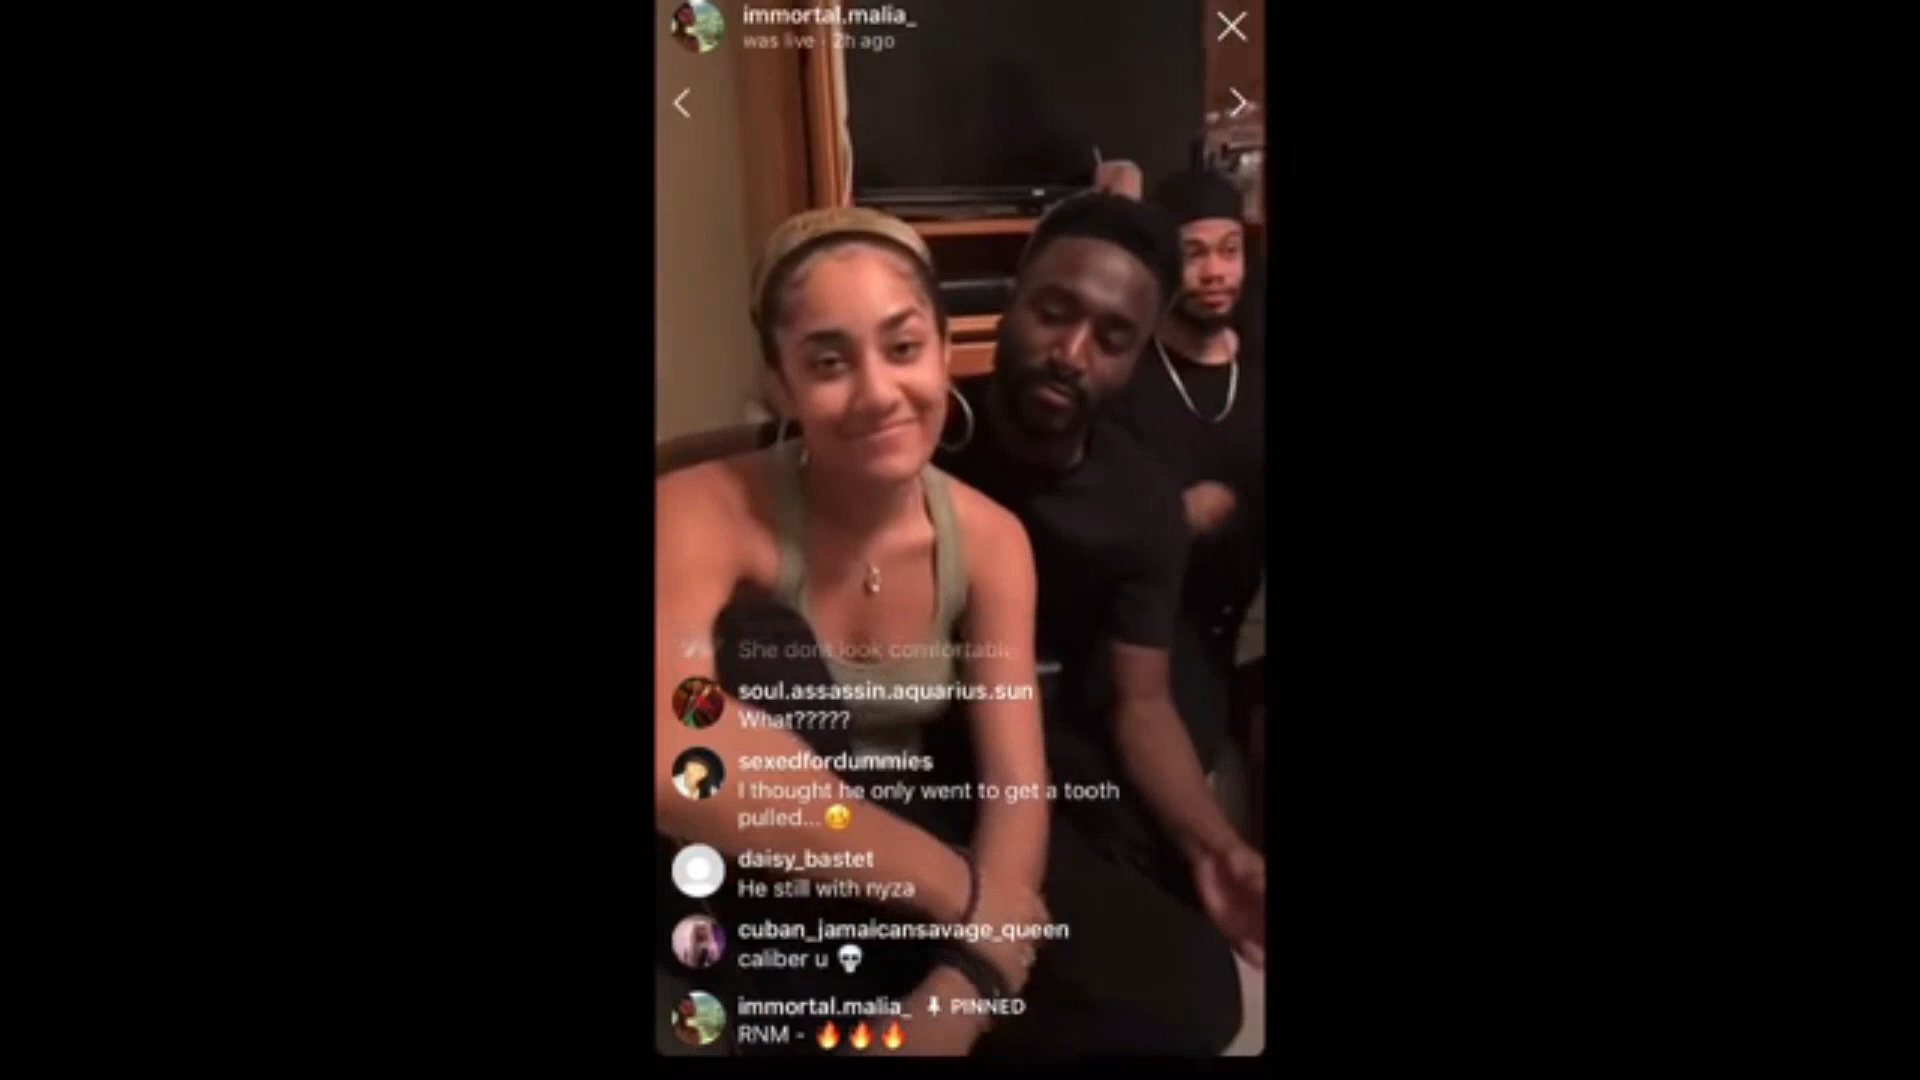 immortal.malia_
was live · 2h ago
She dont look comfortable
soul.assassin.aquarius.sun
What?????
sexedfordummies
I thought he only went to get a tooth
pulled...🥴
daisy_bastet
He still with nyza
cuban_jamaicansavage_queen
caliber u 💀
immortal.malia_ 📌 PINNED
RNM - 🔥🔥🔥